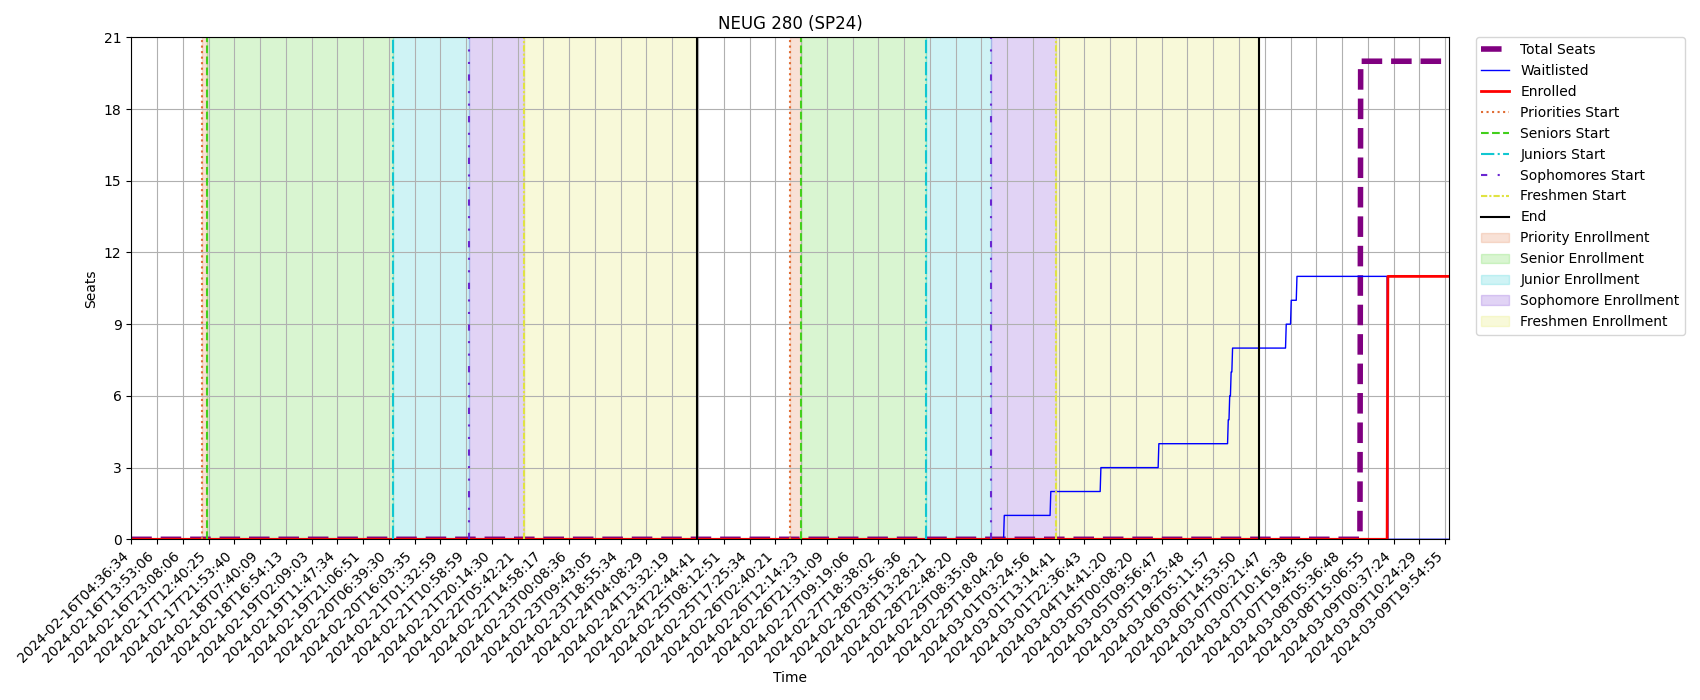 NEUG 280 (SP24)
21
18
15
12
9
6
3
0
Seats
2024-02-16T04:36:34
2024-02-16T13:53:06
2024-02-16T23:08:06
2024-02-17T12:40:25
2024-02-17T21:53:40
2024-02-18T07:40:09
2024-02-18T16:54:13
2024-02-19T02:09:03
2024-02-19T11:47:34
2024-02-19T21:06:51
2024-02-20T06:39:30
2024-02-20T16:03:35
2024-02-21T01:32:59
2024-02-21T10:58:59
2024-02-21T20:14:30
2024-02-22T05:42:21
2024-02-22T14:58:17
2024-02-23T00:08:36
2024-02-23T09:43:05
2024-02-23T18:55:34
2024-02-24T04:08:29
2024-02-24T13:32:19
2024-02-24T22:44:41
2024-02-25T08:12:51
2024-02-25T17:25:34
2024-02-26T02:40:21
2024-02-26T12:14:23
2024-02-26T21:31:09
2024-02-27T09:19:06
2024-02-27T18:38:02
2024-02-28T03:56:36
2024-02-28T13:28:21
2024-02-28T22:48:20
2024-02-29T08:35:08
2024-02-29T18:04:26
2024-03-01T03:24:56
2024-03-01T13:14:41
2024-03-01T22:36:43
2024-03-04T14:41:20
2024-03-05T00:08:20
2024-03-05T09:56:47
2024-03-05T19:25:48
2024-03-06T05:11:57
2024-03-06T14:53:50
2024-03-07T00:21:47
2024-03-07T10:16:38
2024-03-07T19:45:56
2024-03-08T05:36:48
2024-03-08T15:06:55
2024-03-09T00:37:24
2024-03-09T10:24:29
2024-03-09T19:54:55
Time
Total Seats
Waitlisted
Enrolled
Priorities Start
Seniors Start
Juniors Start
Sophomores Start
Freshmen Start
End
Priority Enrollment
Senior Enrollment
Junior Enrollment
Sophomore Enrollment
Freshmen Enrollment